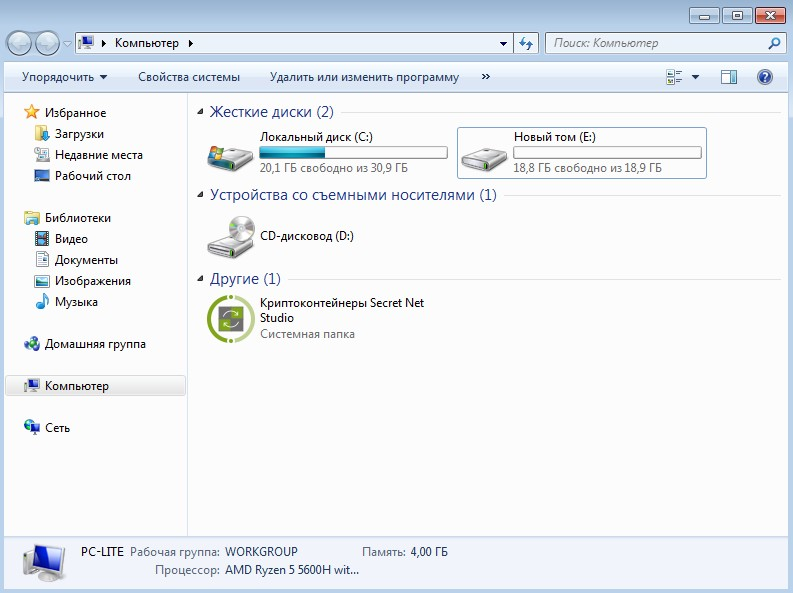 Компьютер
Поиск: Компьютер
Упорядочить
Свойства системы
Удалить или изменить программу
»
Избранное
Загрузки
Недавние места
Рабочий стол
Библиотеки
Видео
Документы
Изображения
Музыка
Домашняя группа
Компьютер
Сеть
Жесткие диски (2)
Локальный диск (C:)
20,1 ГБ свободно из 30,9 ГБ
Новый том (E:)
18,8 ГБ свободно из 18,9 ГБ
Устройства со съемными носителями (1)
CD-дисковод (D:)
Другие (1)
Криптоконтейнеры Secret Net
Studio
Системная папка
PC-LITE Рабочая группа: WORKGROUP Память: 4,00 ГБ
Процессор: AMD Ryzen 5 5600H wit...